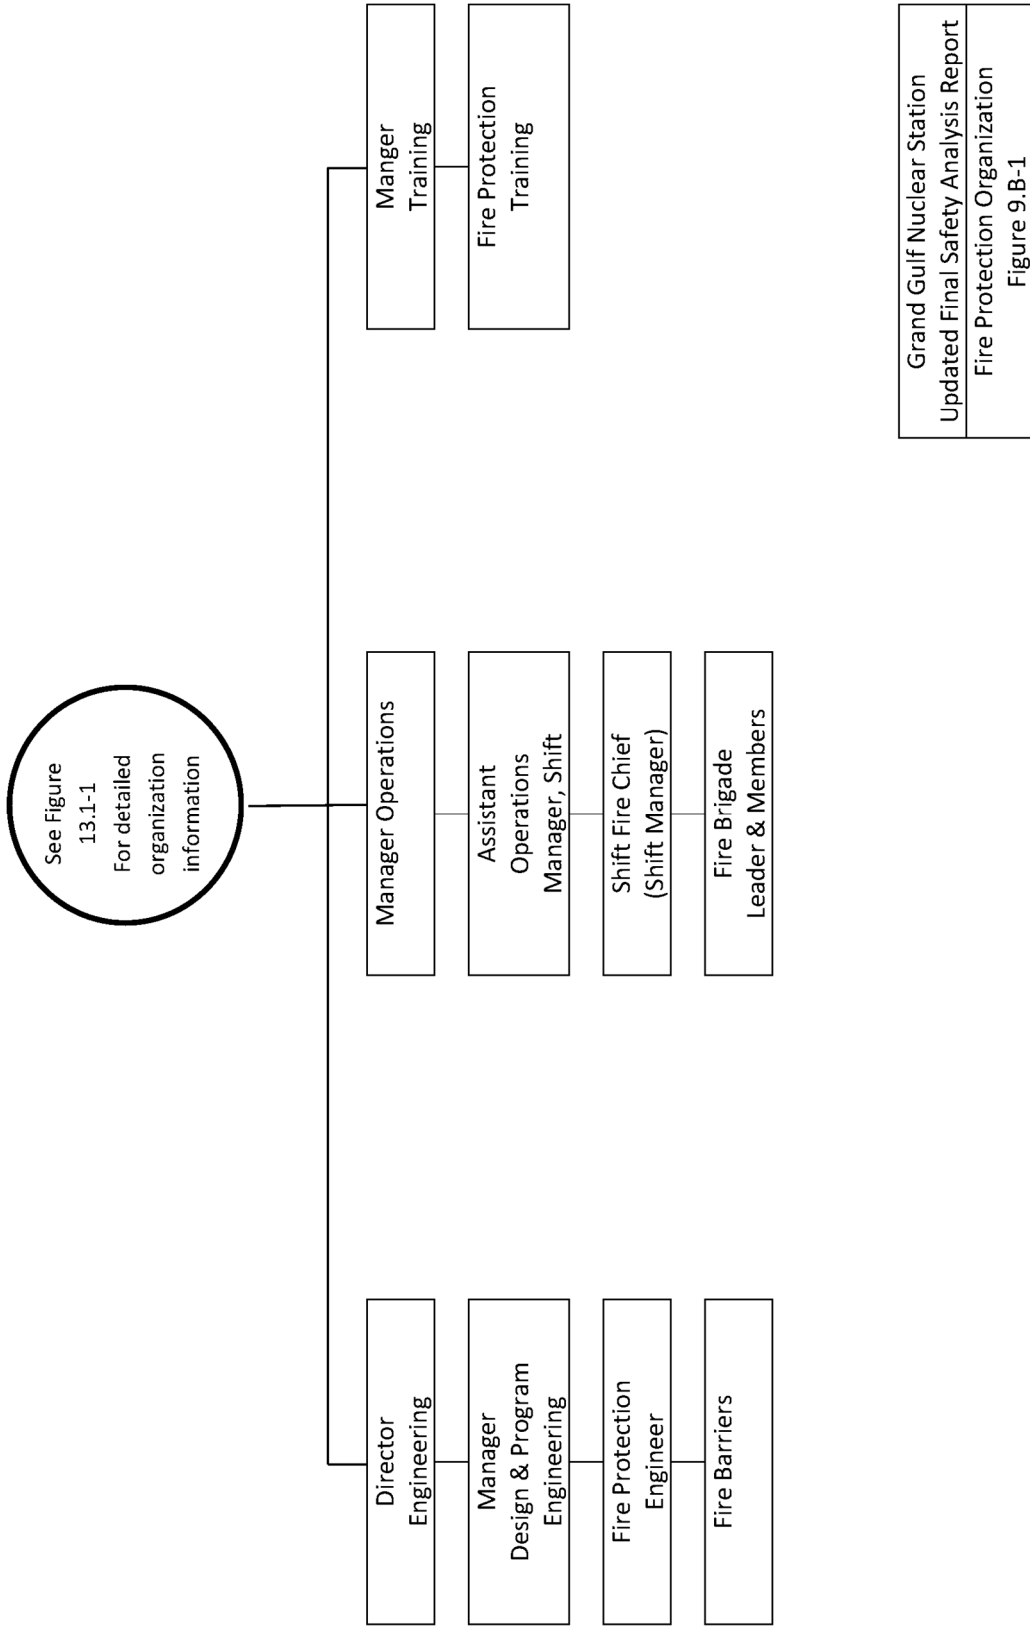 See Figure
13.1-1
For detailed
organization
information
Director
Engineering
Manager
Design & Program
Engineering
Fire Protection
Engineer
Fire Barriers
Manager Operations
Assistant
Operations
Manager, Shift
Shift Fire Chief
(Shift Manager)
Fire Brigade
Leader & Members
Manger
Training
Fire Protection
Training
Grand Gulf Nuclear Station
Updated Final Safety Analysis Report
Fire Protection Organization
Figure 9.B-1